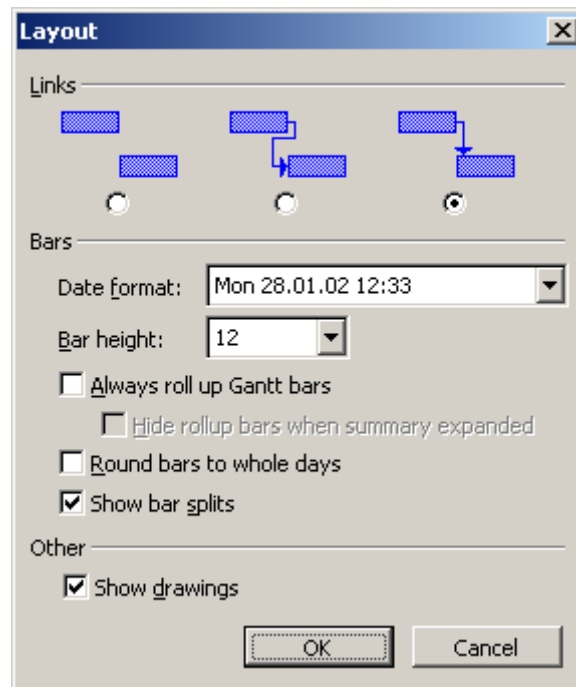 Layout
Links
Bars
Date format: Mon 28.01.02 12:33
Bar height: 12
Always roll up Gantt bars
Hide rollup bars when summary expanded
Round bars to whole days
Show bar splits
Other
Show drawings
OK Cancel